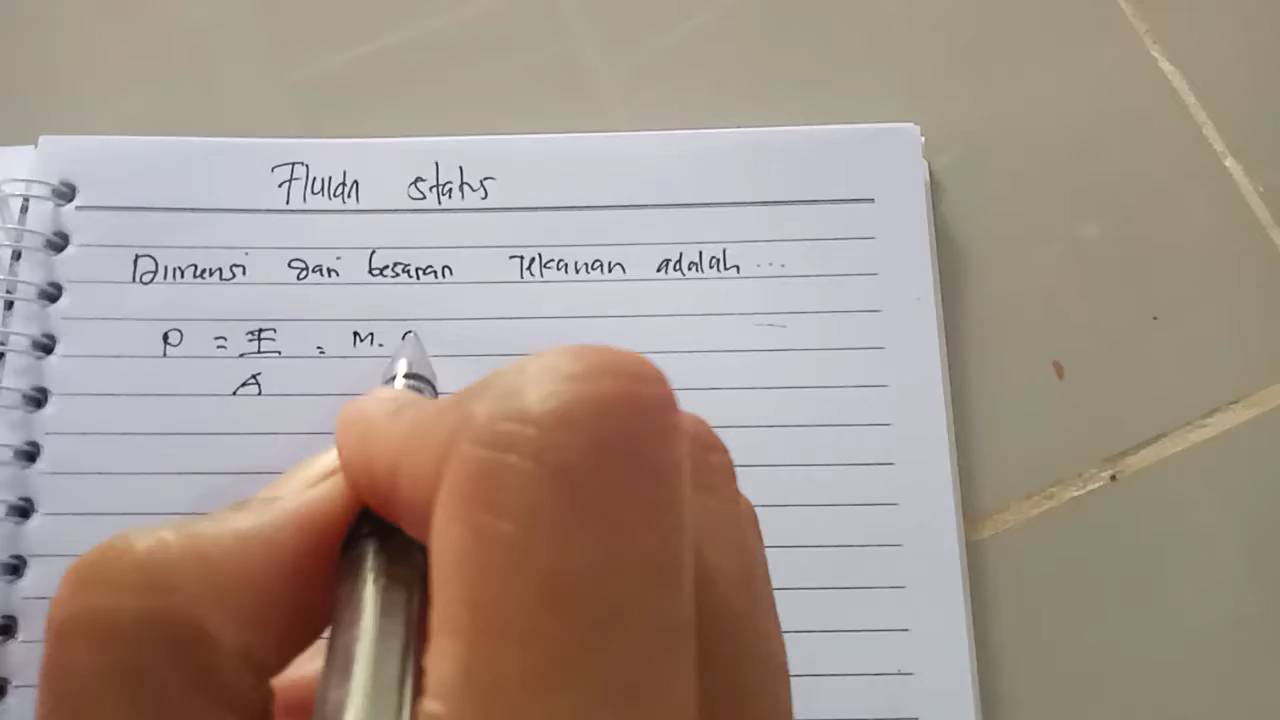 Fluida statis
Dimensi dari besaran Tekanan adalah ...
P = F = M.
A